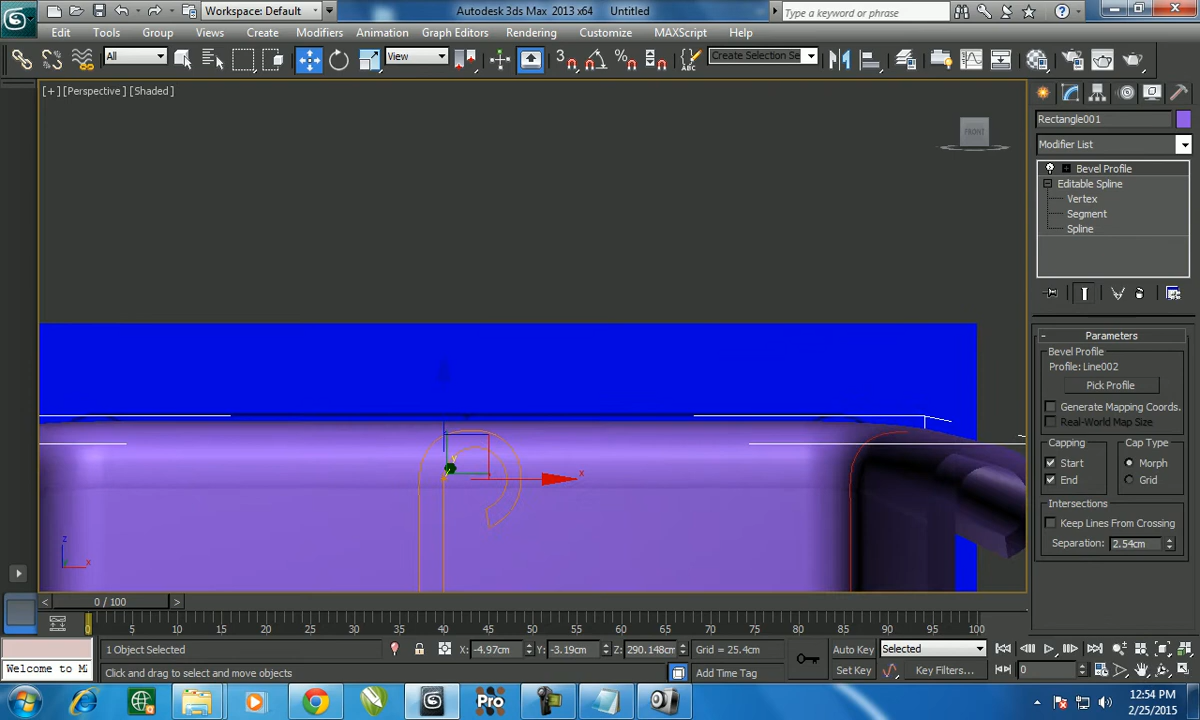 Workspace: Default
Autodesk 3ds Max 2013 x64 Untitled
Type a keyword or phrase
Edit Tools Group Views Create Modifiers Animation Graph Editors Rendering Customize MAXScript Help
All
View
3
Create Selection Se
[+] [Perspective] [Shaded]
FRONT
Rectangle001
Modifier List
Bevel Profile
Editable Spline
Vertex
Segment
Spline
Parameters
Bevel Profile
Profile: Line002
Pick Profile
Generate Mapping Coords.
Real-World Map Size
Capping
Cap Type
Start
Morph
End
Grid
Intersections
Keep Lines From Crossing
Separation: 2.54cm
x
y
z
x
0 / 100
0 5 10 15 20 25 30 35 40 45 50 55 60 65 70 75 80 85 90 95 100
1 Object Selected
X: -4.97cm Y: -3.19cm Z: 290.148cm Grid = 25.4cm
Auto Key Selected
Welcome to M
Click and drag to select and move objects
Add Time Tag
Set Key Key Filters...
0
Pro
12:54 PM
2/25/2015